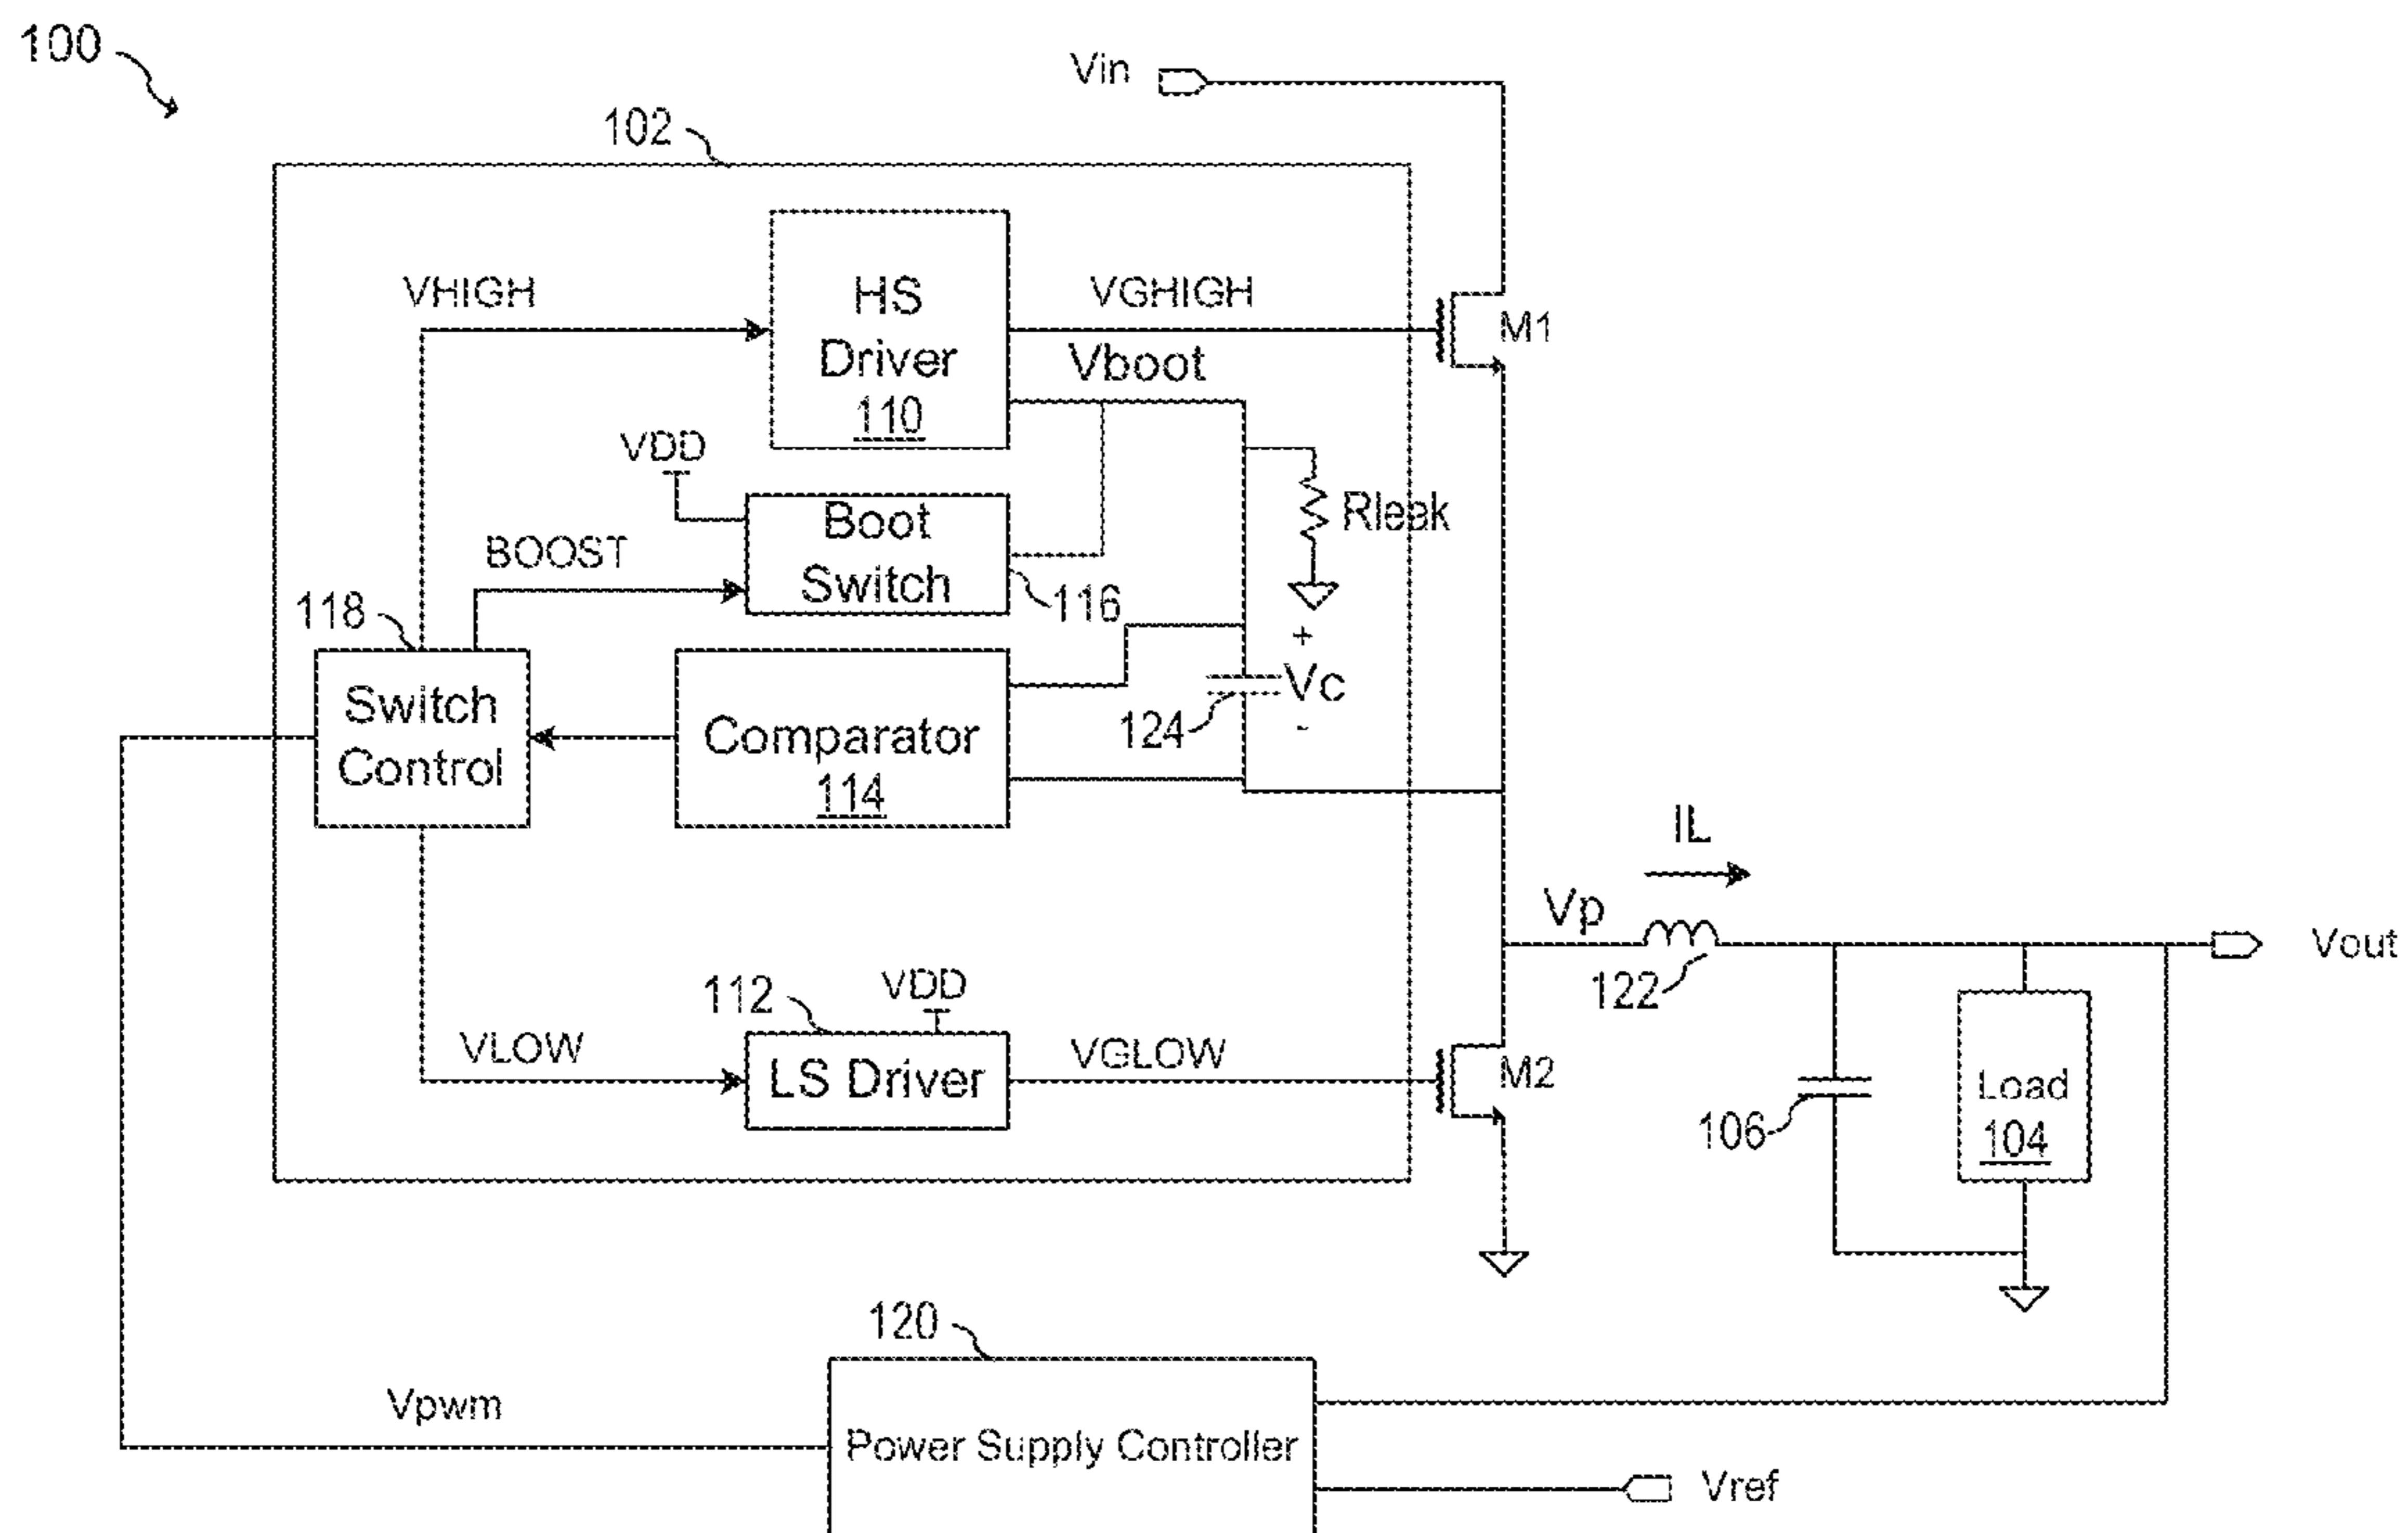 100
Vin
102
VHIGH
HS
Driver
110
VGHIGH
M1
Vboot
VDD
Boot
Switch
116
BOOST
Rleek
118
Switch
Control
Comparator
114
+
Vc
-
124
IL
Vp
122
Vout
112
VDD
VLOW
LS Driver
VGLOW
M2
106
Load
104
120
Vpwm
Power Supply Controller
Vref